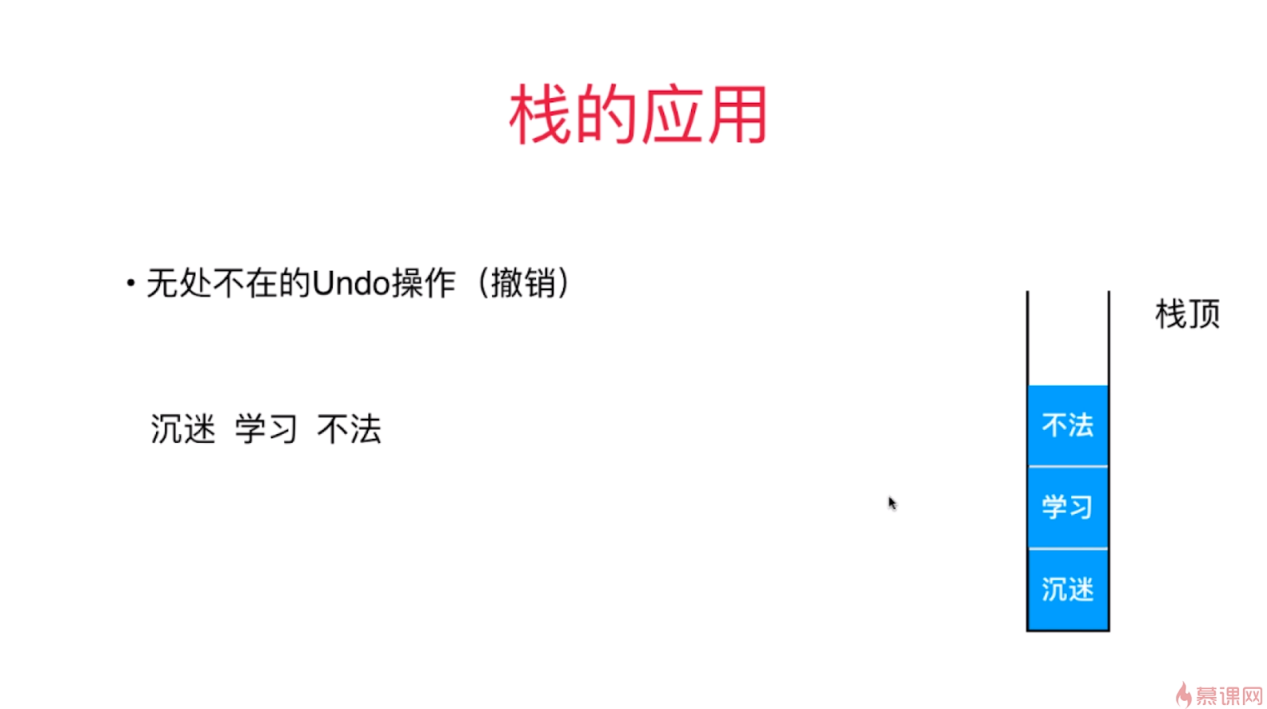 栈的应用
• 无处不在的Undo操作（撤销）
沉迷 学习 不法
栈顶
不法
学习
沉迷
慕课网